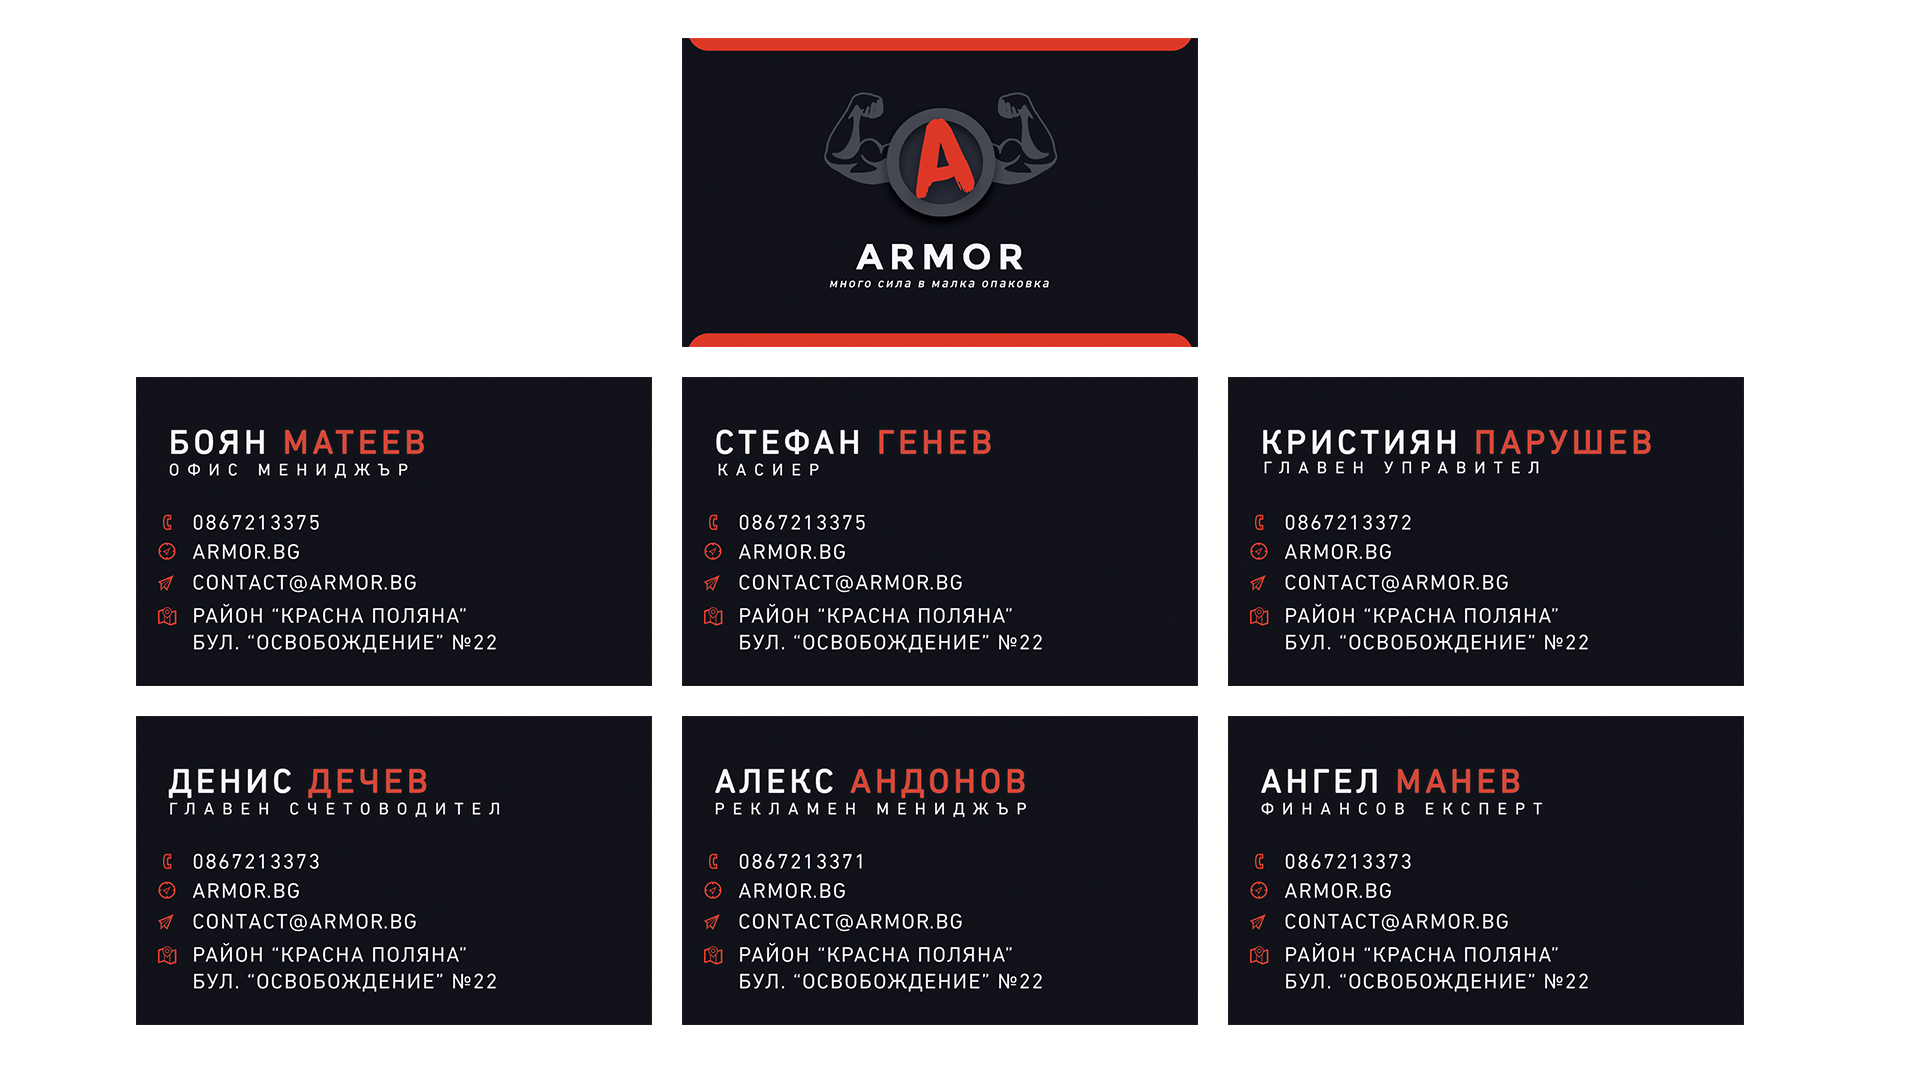 A
ARMOR
много сила в малка опаковка
БОЯН МАТЕЕВ
ОФИС МЕНИДЖЪР
0867213375
ARMOR.BG
CONTACT@ARMOR.BG
РАЙОН “КРАСНА ПОЛЯНА”
БУЛ. “ОСВОБОЖДЕНИЕ” №22
СТЕФАН ГЕНЕВ
КАСИЕР
0867213375
ARMOR.BG
CONTACT@ARMOR.BG
РАЙОН “КРАСНА ПОЛЯНА”
БУЛ. “ОСВОБОЖДЕНИЕ” №22
КРИСТИЯН ПАРУШЕВ
ГЛАВЕН УПРАВИТЕЛ
0867213372
ARMOR.BG
CONTACT@ARMOR.BG
РАЙОН “КРАСНА ПОЛЯНА”
БУЛ. “ОСВОБОЖДЕНИЕ” №22
ДЕНИС ДЕЧЕВ
ГЛАВЕН СЧЕТОВОДИТЕЛ
0867213373
ARMOR.BG
CONTACT@ARMOR.BG
РАЙОН “КРАСНА ПОЛЯНА”
БУЛ. “ОСВОБОЖДЕНИЕ” №22
АЛЕКС АНДОНОВ
РЕКЛАМЕН МЕНИДЖЪР
0867213371
ARMOR.BG
CONTACT@ARMOR.BG
РАЙОН “КРАСНА ПОЛЯНА”
БУЛ. “ОСВОБОЖДЕНИЕ” №22
АНГЕЛ МАНЕВ
ФИНАНСОВ ЕКСПЕРТ
0867213373
ARMOR.BG
CONTACT@ARMOR.BG
РАЙОН “КРАСНА ПОЛЯНА”
БУЛ. “ОСВОБОЖДЕНИЕ” №22